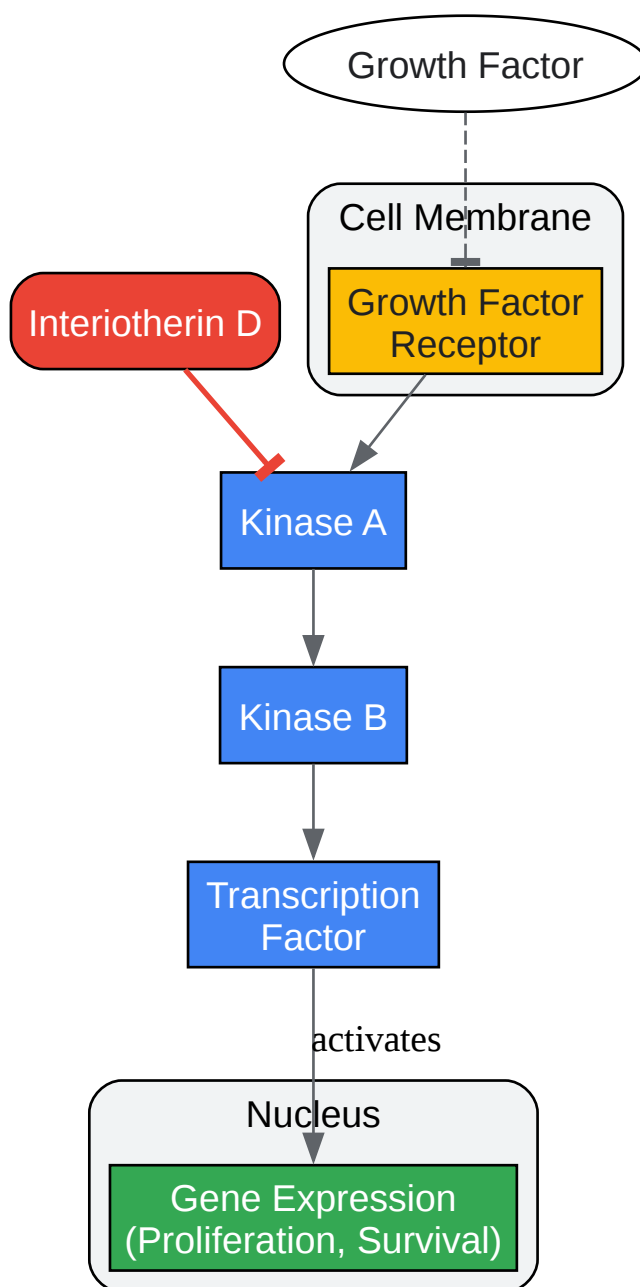 Growth Factor
Cell Membrane
Growth Factor
Receptor
Interiotherin D
Kinase A
Kinase B
Transcription
Factor
activates
Nucleus
Gene Expression
(Proliferation, Survival)